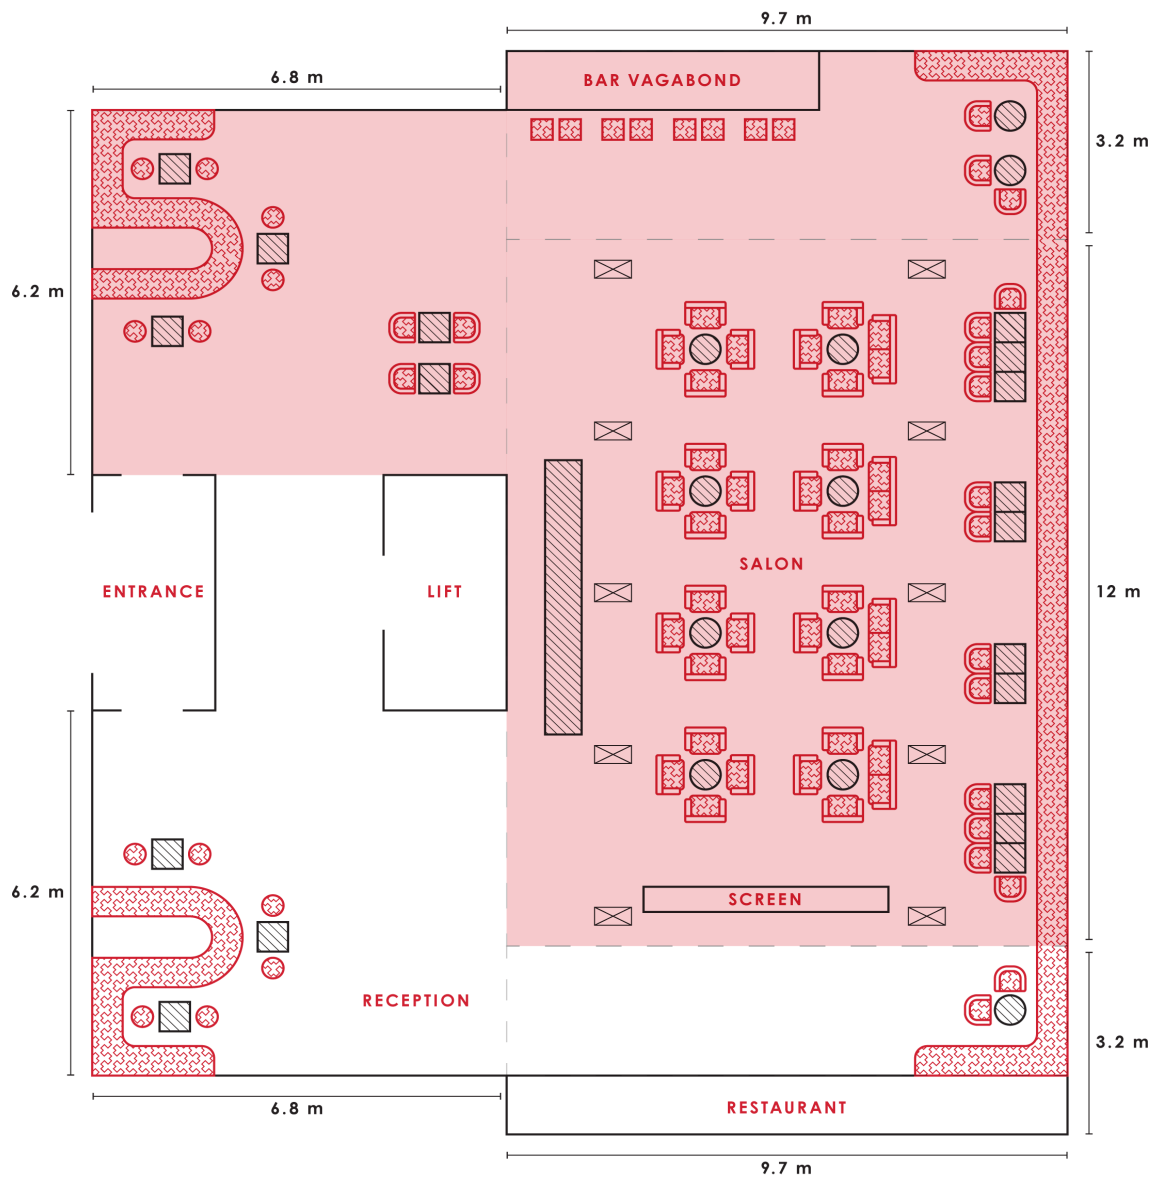 9.7 m
6.8 m
BAR VAGABOND
3.2 m
6.2 m
SALON
ENTRANCE
LIFT
12 m
6.2 m
SCREEN
RECEPTION
3.2 m
6.8 m
RESTAURANT
9.7 m